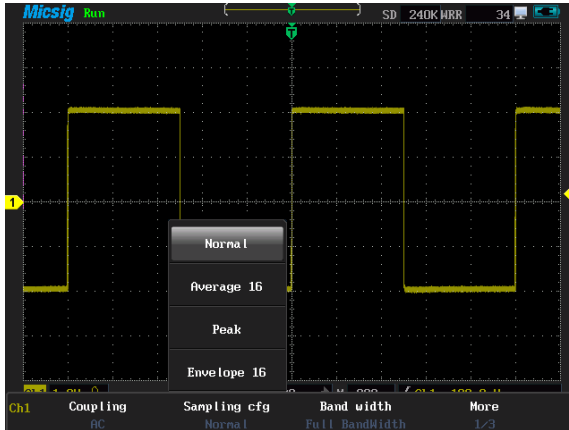 Micsig Run SD 240K WRR 34
1
Normal
Average 16
Peak
Envelope 16
Ch1 Coupling Sampling cfg Band width More
AC Normal Full BandWidth 1/3